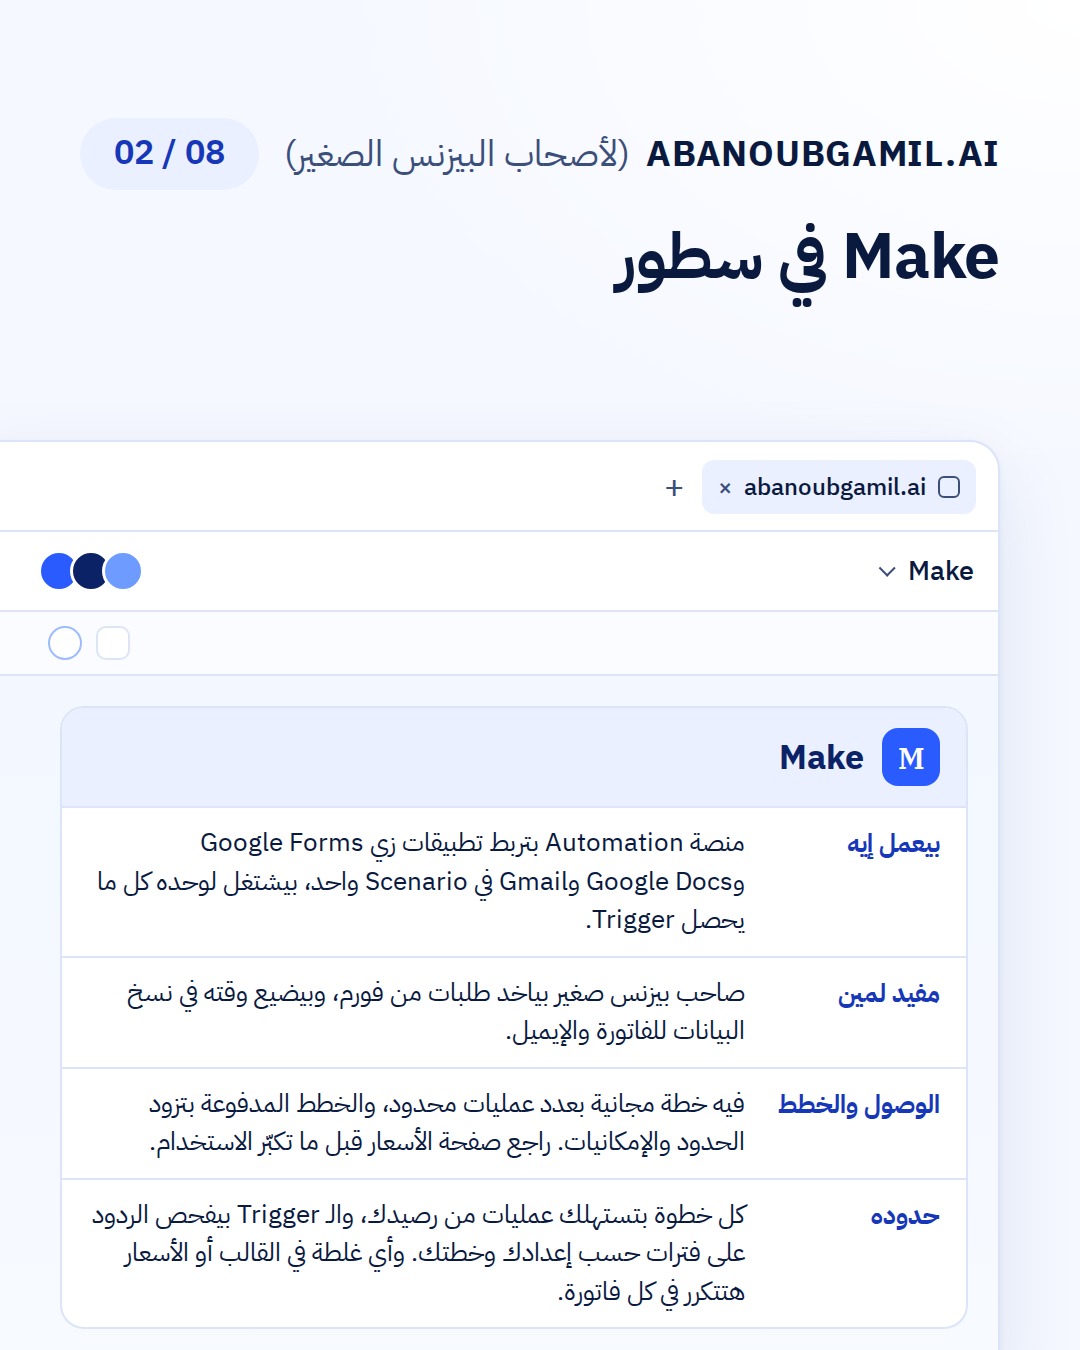 ABANOUBGAMIL.AI (لأصحاب البيزنس الصغير) 02 / 08
Make في سطور
abanoubgamil.ai × +
Make
M Make
بيعمل إيه
منصة Automation بتربط تطبيقات زي Google Forms
وGoogle Docs وGmail في Scenario واحد، بيشتغل لوحده كل ما
يحصل Trigger.
مفيد لمين
صاحب بيزنس صغير بياخد طلبات من فورم، وبيضيع وقته في نسخ
البيانات للفاتورة والإيميل.
الوصول والخطط
فيه خطة مجانية بعدد عمليات محدود، والخطط المدفوعة بتزود
الحدود والإمكانيات. راجع صفحة الأسعار قبل ما تكبّر الاستخدام.
حدوده
كل خطوة بتستهلك عمليات من رصيدك، والـ Trigger بيفحص الردود
على فترات حسب إعدادك وخطتك. وأي غلطة في القالب أو الأسعار
هتتكرر في كل فاتورة.